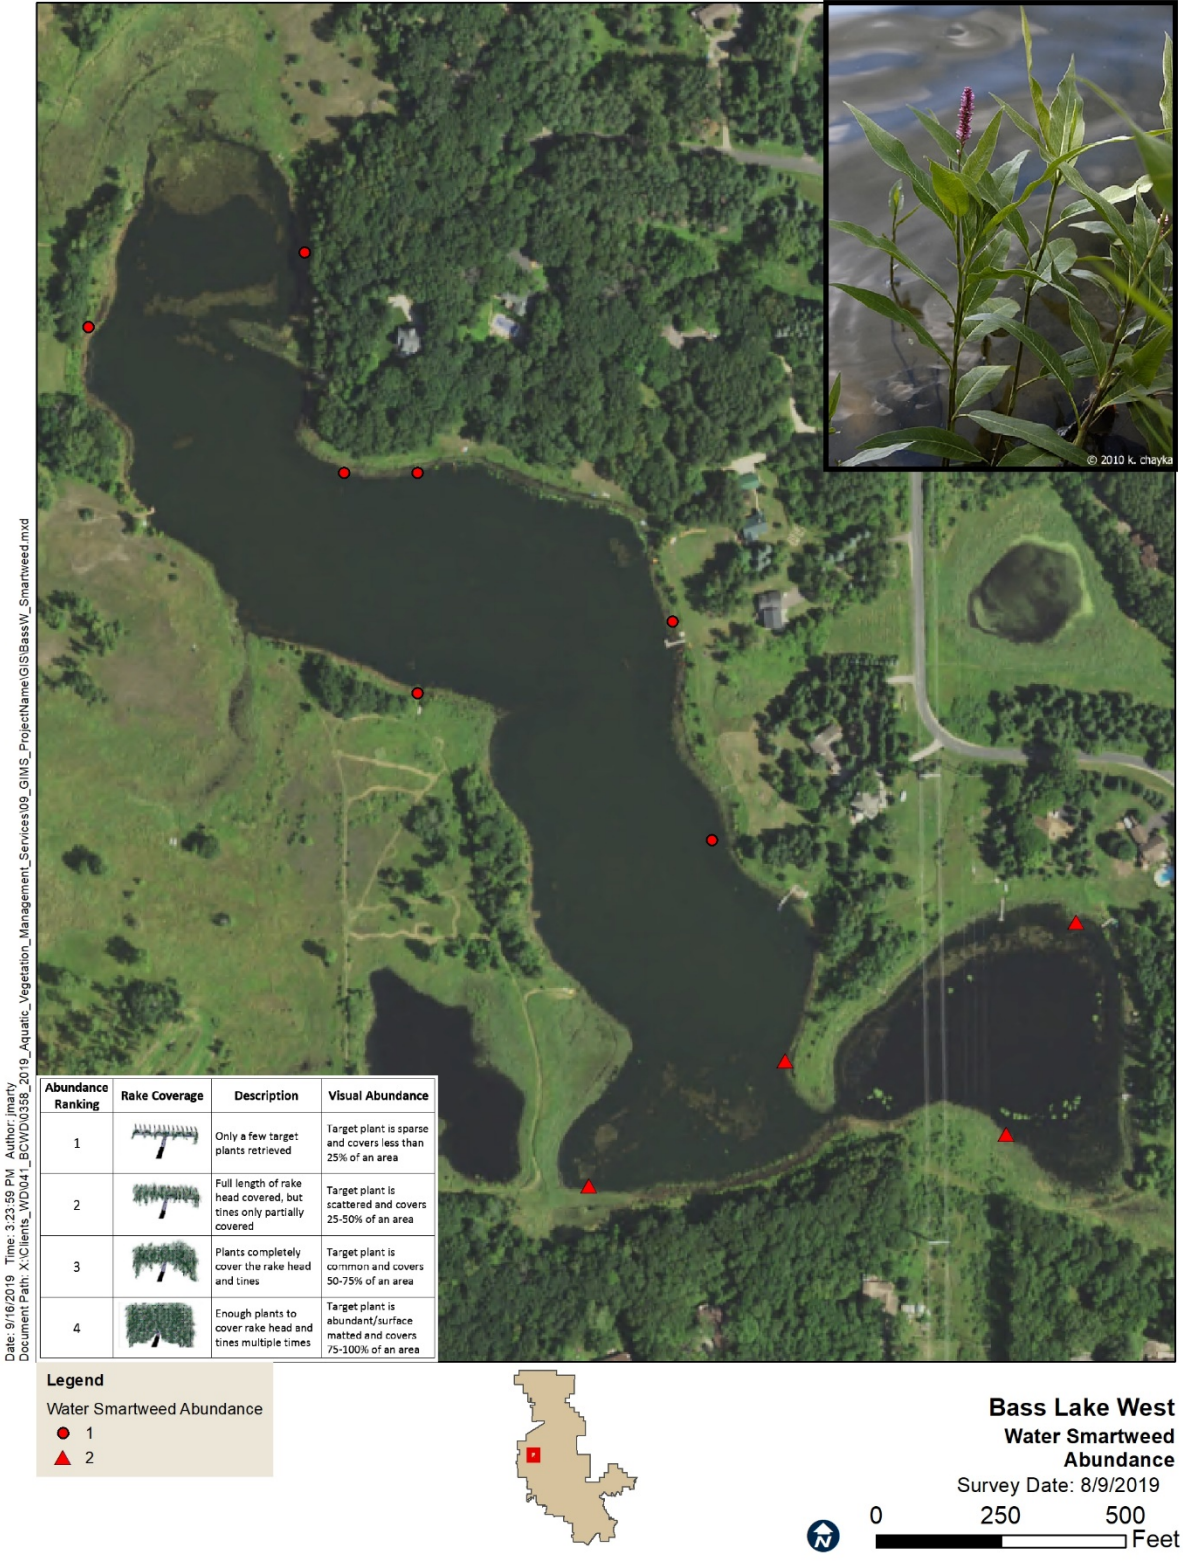 © 2010 k. chayka
Date: 9/16/2019 Time: 3:23:59 PM Author: jmarty
Document Path: X:\Clients_WD\041_BCWD\0358_2019_Aquatic_Vegetation_Management_Services\09_GIMS_ProjectName\GIS\BassW_Smartweed.mxd
Abundance Ranking
Rake Coverage
Description
Visual Abundance
1
Only a few target
plants retrieved
Target plant is sparse
and covers less than
25% of an area
2
Full length of rake
head covered, but
tines only partially
covered
Target plant is
scattered and covers
25-50% of an area
3
Plants completely
cover the rake head
and tines
Target plant is
common and covers
50-75% of an area
4
Enough plants to
cover rake head and
tines multiple times
Target plant is
abundant/surface
matted and covers
75-100% of an area
Legend
Water Smartweed Abundance
1
2
Bass Lake West
Water Smartweed
Abundance
Survey Date: 8/9/2019
N
0 250 500
Feet